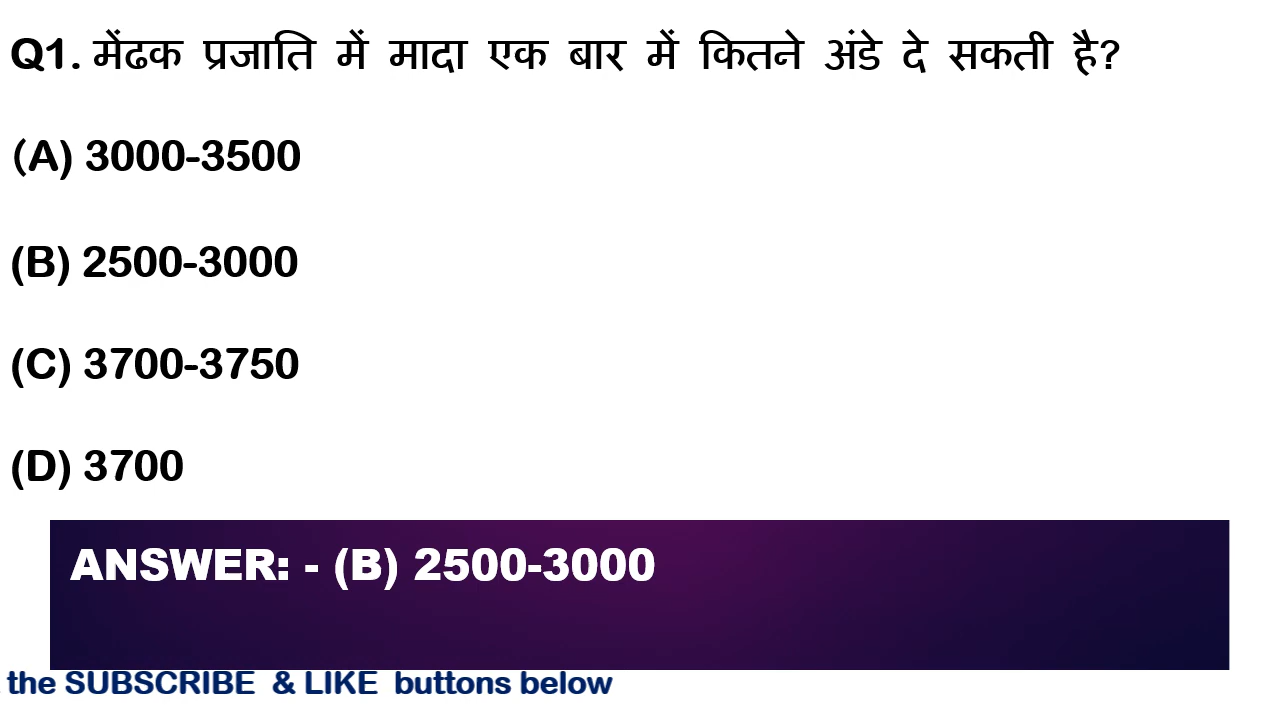 Q1. मेंढक प्रजाति में मादा एक बार में कितने अंडे दे सकती है?
(A) 3000-3500
(B) 2500-3000
(C) 3700-3750
(D) 3700
ANSWER: - (B) 2500-3000
the SUBSCRIBE & LIKE buttons below